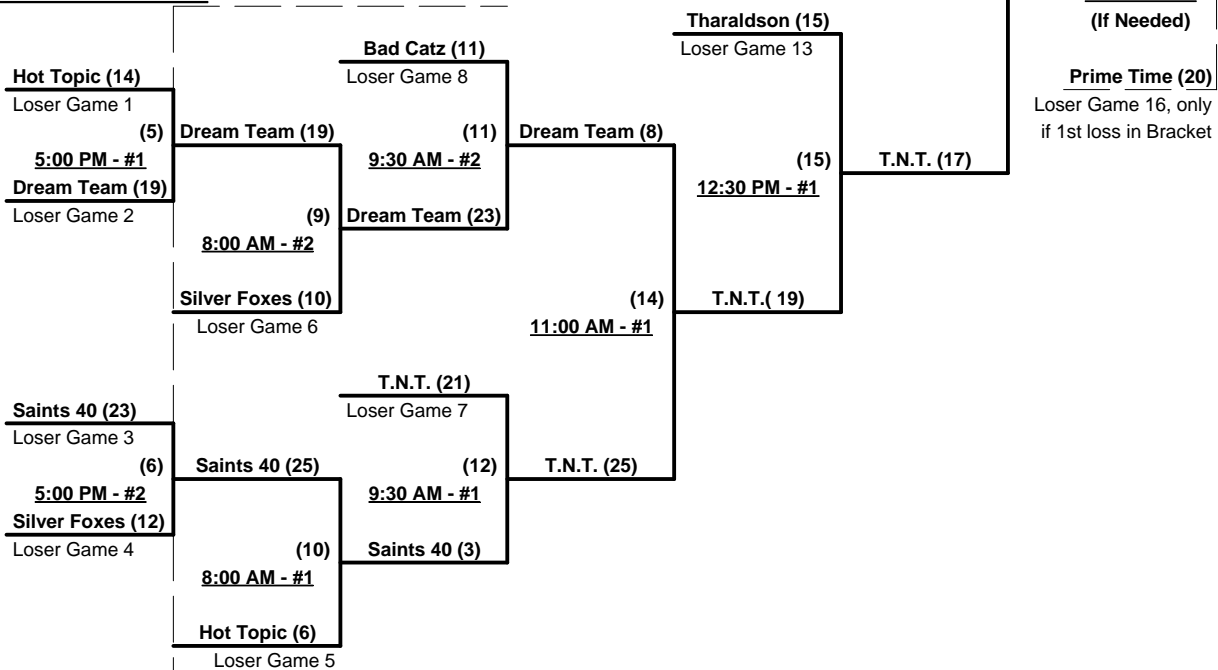 Tharaldson (15)
(If Needed)
Loser Game 13
Bad Catz (11)
Loser Game 8
Hot Topic (14)
Prime Time (20)
Loser Game 1
Loser Game 16, only
if 1st loss in Bracket
(5)
Dream Team (19)
(11)
Dream Team (8)
5:00 PM - #1
9:30 AM - #2
(15)
T.N.T. (17)
Dream Team (19)
12:30 PM - #1
Loser Game 2
(9)
Dream Team (23)
8:00 AM - #2
Silver Foxes (10)
(14)
T.N.T.( 19)
Loser Game 6
11:00 AM - #1
T.N.T. (21)
Loser Game 7
Saints 40 (23)
Loser Game 3
(6)
Saints 40 (25)
(12)
T.N.T. (25)
5:00 PM - #2
9:30 AM - #1
Silver Foxes (12)
Loser Game 4
(10)
Saints 40 (3)
8:00 AM - #1
Hot Topic (6)
Loser Game 5